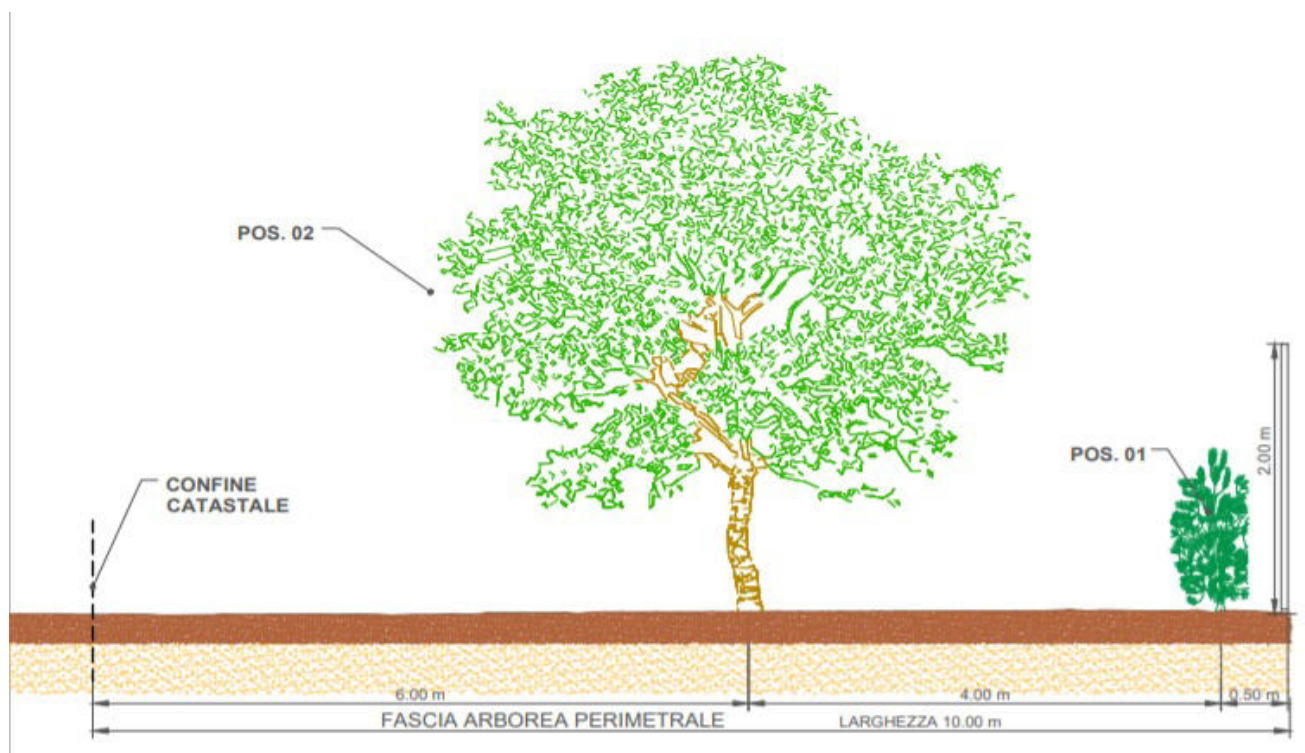 POS. 02
POS. 01
2.00 m
CONFINE
CATASTALE
6.00 m
4.00 m
0.50 m
FASCIA ARBOREA PERIMETRALE
LARGHEZZA 10.00 m